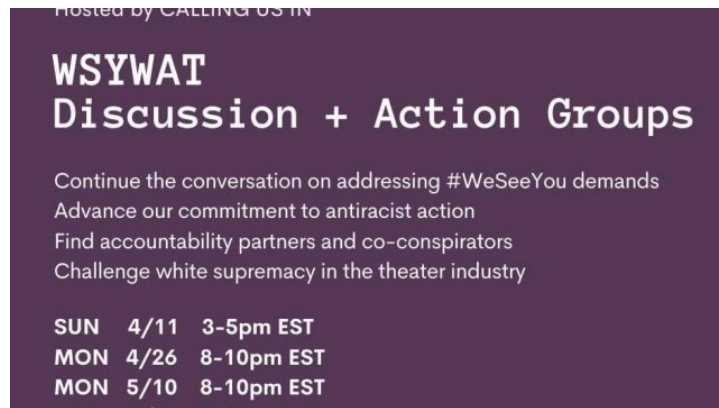 Hosted by CALLING US IN
WSYWAT
Discussion + Action Groups
Continue the conversation on addressing #WeSeeYou demands
Advance our commitment to antiracist action
Find accountability partners and co-conspirators
Challenge white supremacy in the theater industry
SUN 4/11 3-5pm EST
MON 4/26 8-10pm EST
MON 5/10 8-10pm EST